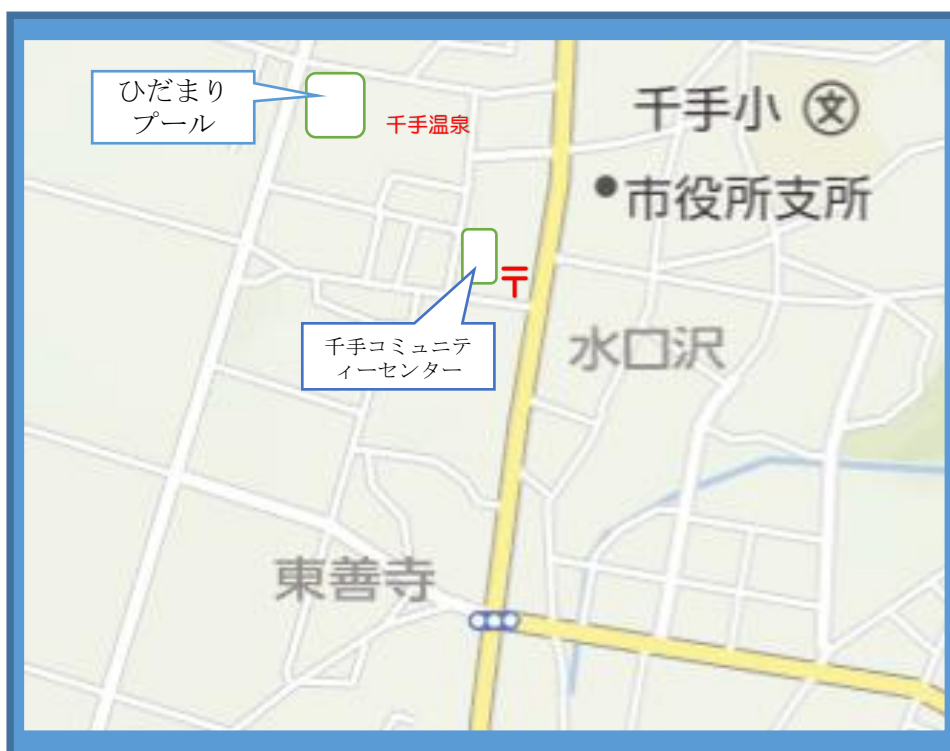 ひだまり
プール
千手温泉
千手小 文
市役所支所
〒
千手コミュニテ
ィーセンター
水口沢
東善寺